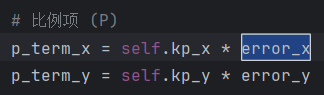 # 比例项 (P)
p_term_x = self.kp_x * error_x
p_term_y = self.kp_y * error_y